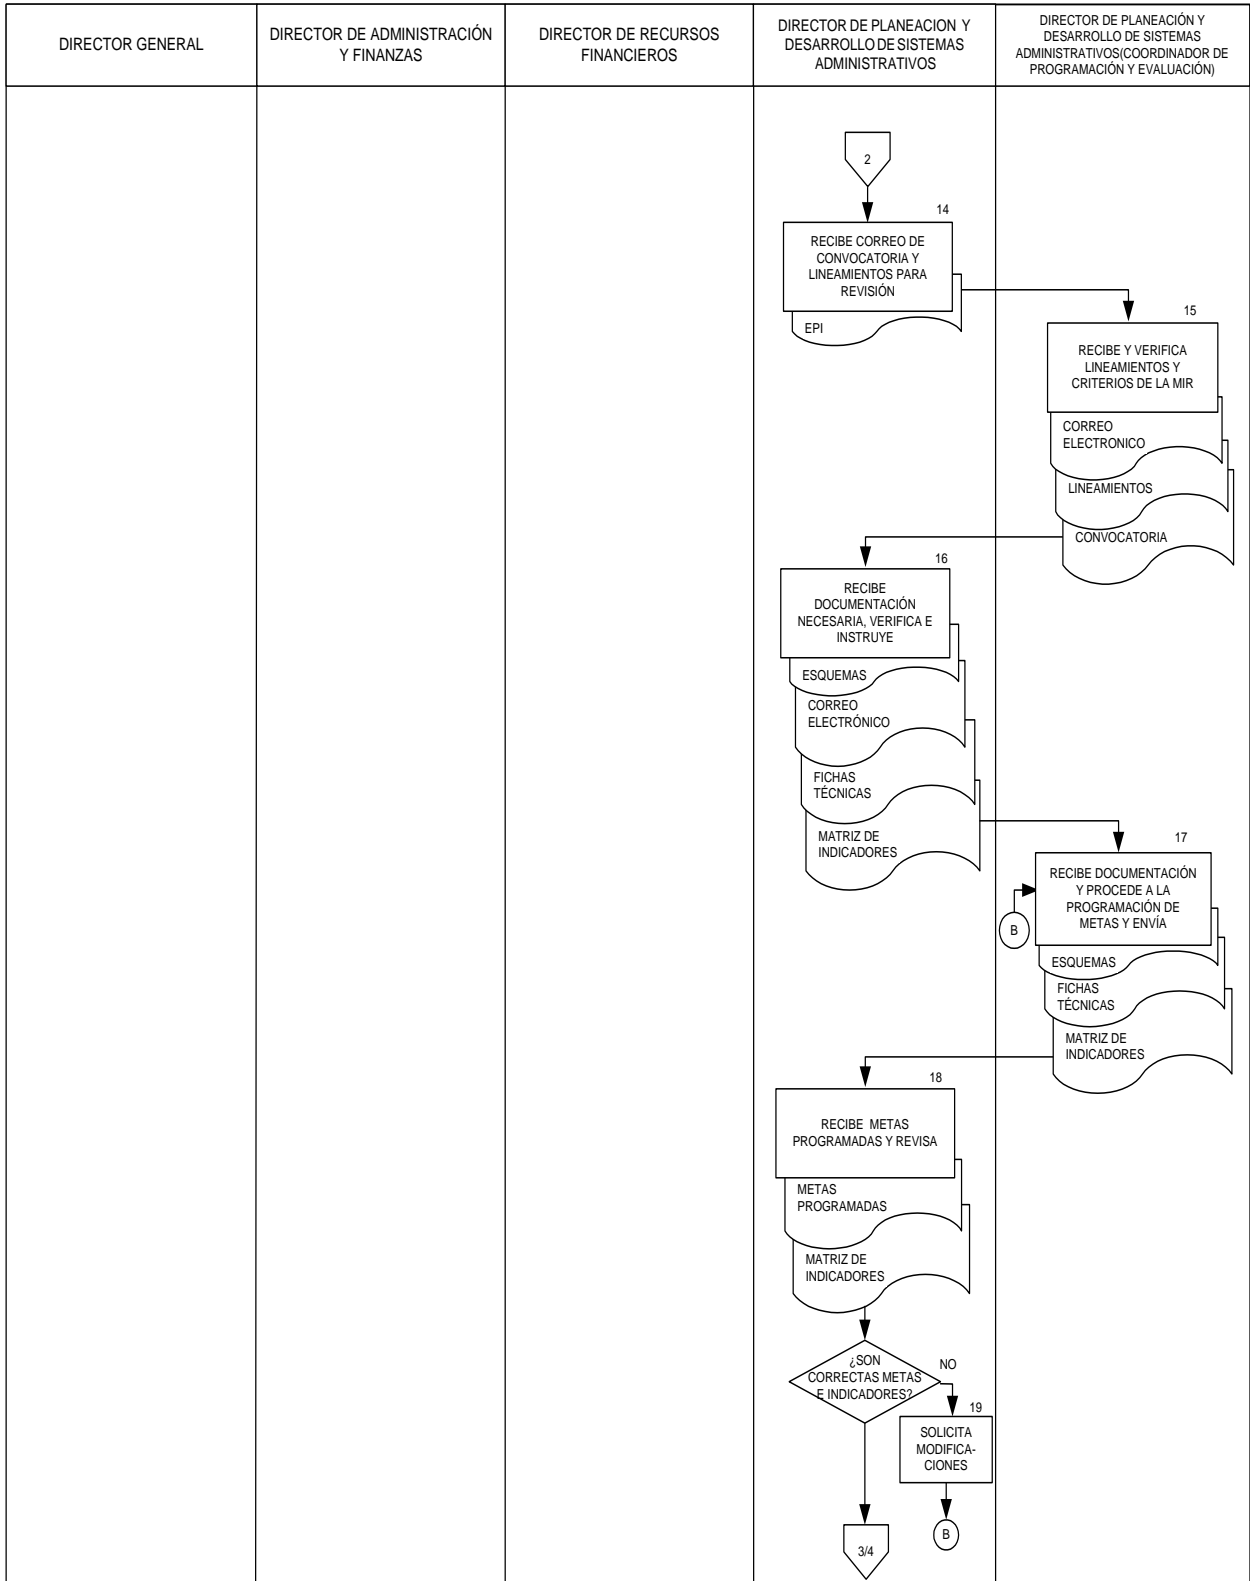 DIRECTOR GENERAL
DIRECTOR DE ADMINISTRACIÓN
Y FINANZAS
DIRECTOR DE RECURSOS
FINANCIEROS
DIRECTOR DE PLANEACION Y
DESARROLLO DE SISTEMAS
ADMINISTRATIVOS
DIRECTOR DE PLANEACIÓN Y
DESARROLLO DE SISTEMAS
ADMINISTRATIVOS(COORDINADOR DE
PROGRAMACIÓN Y EVALUACIÓN)
2
14
RECIBE CORREO DE
CONVOCATORIA Y
LINEAMIENTOS PARA
REVISIÓN
EPI
15
RECIBE Y VERIFICA
LINEAMIENTOS Y
CRITERIOS DE LA MIR
CORREO
ELECTRONICO
LINEAMIENTOS
CONVOCATORIA
16
RECIBE
DOCUMENTACIÓN
NECESARIA, VERIFICA E
INSTRUYE
ESQUEMAS
CORREO
ELECTRÓNICO
FICHAS
TÉCNICAS
MATRIZ DE
INDICADORES
17
RECIBE DOCUMENTACIÓN
Y PROCEDE A LA
PROGRAMACIÓN DE
METAS Y ENVÍA
B
ESQUEMAS
FICHAS
TÉCNICAS
MATRIZ DE
INDICADORES
18
RECIBE METAS
PROGRAMADAS Y REVISA
METAS
PROGRAMADAS
MATRIZ DE
INDICADORES
¿SON
CORRECTAS METAS
E INDICADORES?
NO
19
SOLICITA
MODIFICA-
CIONES
B
3/4